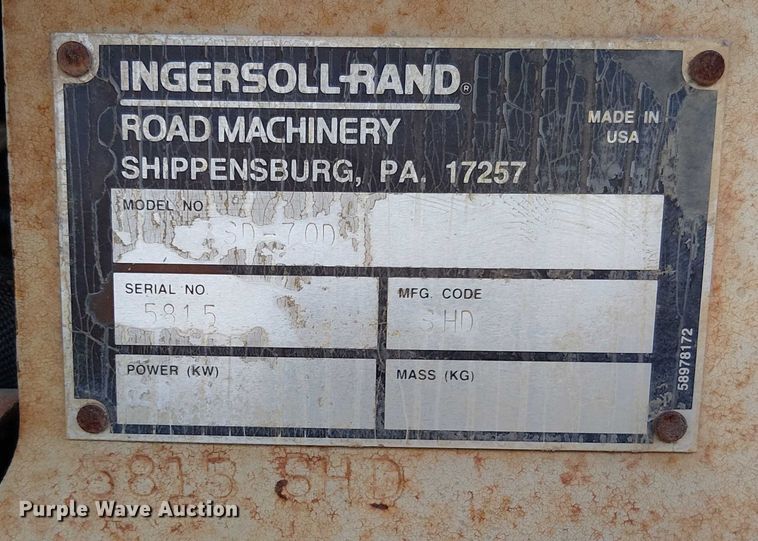 INGERSOLL-RAND®
ROAD MACHINERY
SHIPPENSBURG, PA. 17257
MADE IN
USA
MODEL NO.
SD-70D
SERIAL NO.
5815
MFG. CODE
SHD
POWER (KW)
MASS (KG)
58978172
5815 SHD
Purple Wave Auction